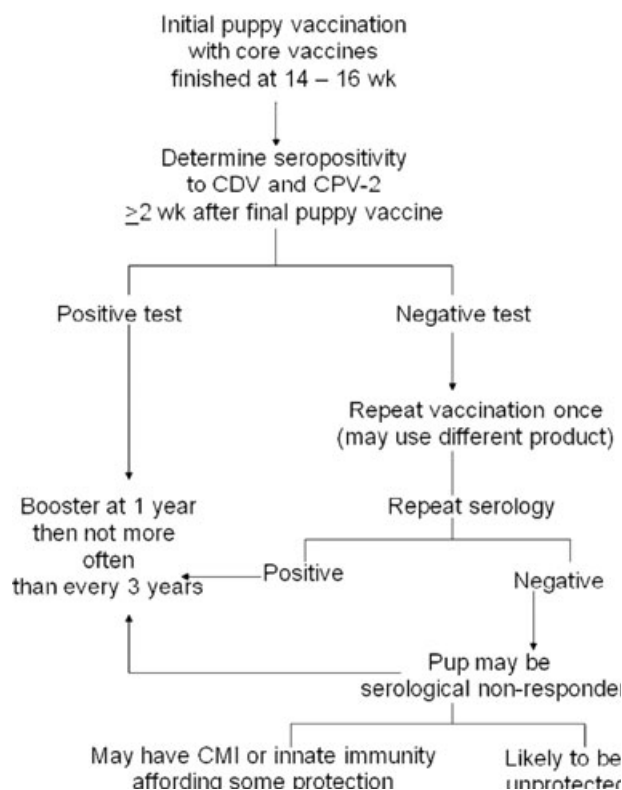 Initial puppy vaccination
with core vaccines
finished at 14 – 16 wk
Determine seropositivity
to CDV and CPV-2
≥2 wk after final puppy vaccine
Positive test
Negative test
Repeat vaccination once
(may use different product)
Booster at 1 year
then not more
often
than every 3 years
Repeat serology
Positive
Negative
Pup may be
serological non-responder
May have CMI or innate immunity
affording some protection
Likely to be
unprotected